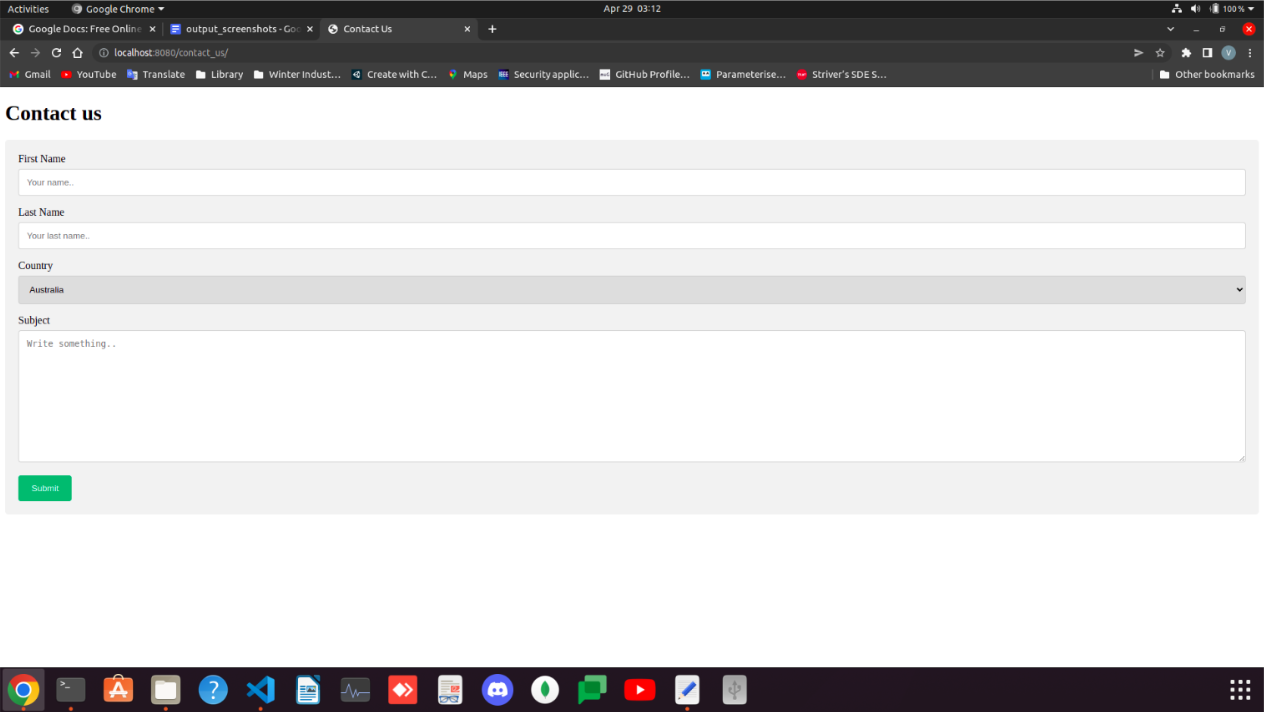 Activities Google Chrome Apr 29 03:12 100 %
Google Docs: Free Online output_screenshots - Goo Contact Us
localhost:8080/contact_us/
Gmail YouTube Translate Library Winter Indust... Create with C... Maps Security applic... GitHub Profile... Parameterise... Striver's SDE S... Other bookmarks
Contact us
First Name
Your name..
Last Name
Your last name..
Country
Australia
Subject
Write something..
Submit